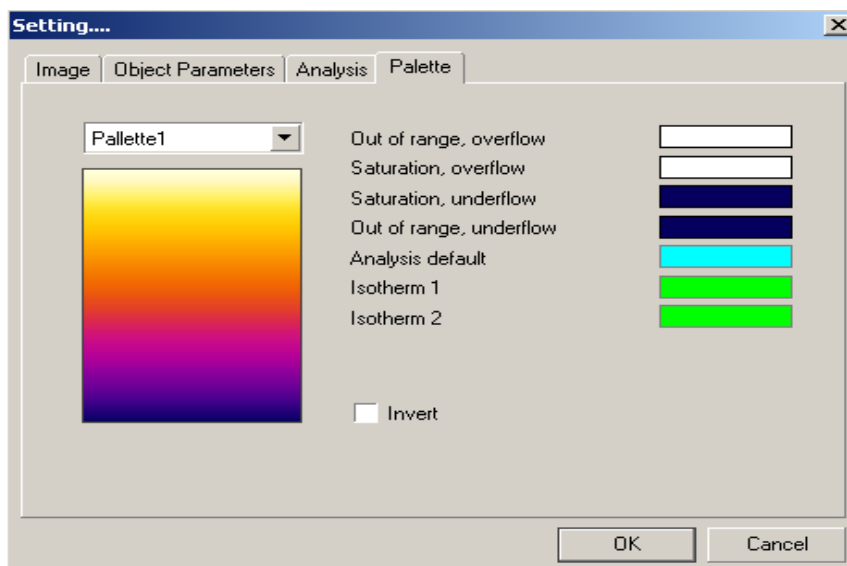 Setting....
Image Object Parameters Analysis Palette
Pallette1
Out of range, overflow
Saturation, overflow
Saturation, underflow
Out of range, underflow
Analysis default
Isotherm 1
Isotherm 2
Invert
OK Cancel